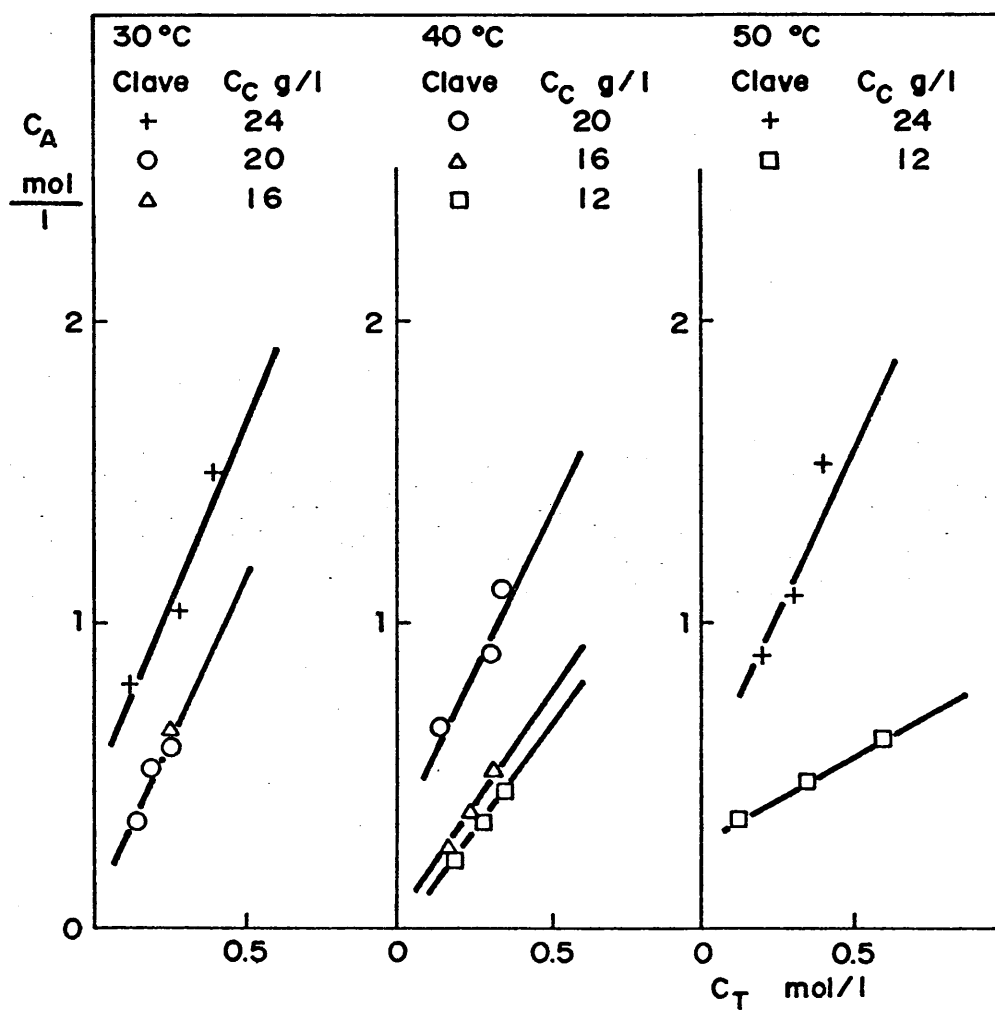 30 °C 40 °C 50 °C
Clave C_C g/l Clave C_C g/l Clave C_C g/l
+ 24 ○ 20 + 24
○ 20 △ 16 □ 12
△ 16 □ 12
C_A
mol
l
2 2 2
1 1 1
0
0.5 0 0.5 0 0.5
C_T mol/l